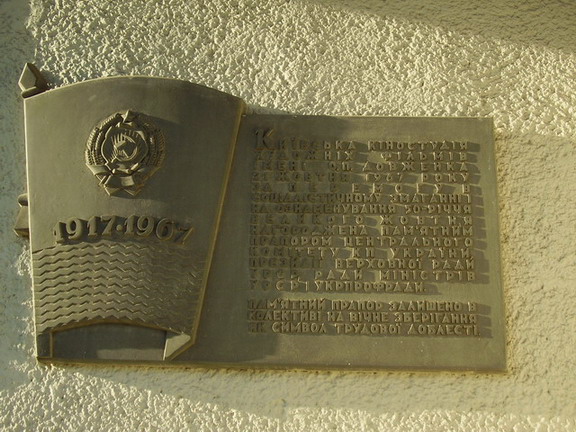 1917·1967
КИЇВСЬКА КІНОСТУДІЯ
ХУДОЖНІХ ФІЛЬМІВ
ІМЕНІ О.П. ДОВЖЕНКА
21 ЖОВТНЯ 1967 РОКУ
ЗА ПЕРЕМОГУ В
СОЦІАЛІСТИЧНОМУ ЗМАГАННІ
НА ОЗНАМЕНУВАННЯ 50-РІЧЧЯ
ВЕЛИКОГО ЖОВТНЯ
НАГОРОДЖЕНА ПАМ'ЯТНИМ
ПРАПОРОМ ЦЕНТРАЛЬНОГО
КОМІТЕТУ КП УКРАЇНИ,
ПРЕЗИДІЇ ВЕРХОВНОЇ РАДИ
УРСР, РАДИ МІНІСТРІВ
УРСР І УКРПРОФРАДИ.
ПАМ'ЯТНИЙ ПРАПОР ЗАЛИШЕНО В
КОЛЕКТИВІ НА ВІЧНЕ ЗБЕРІГАННЯ
ЯК СИМВОЛ ТРУДОВОЇ ДОБЛЕСТІ.